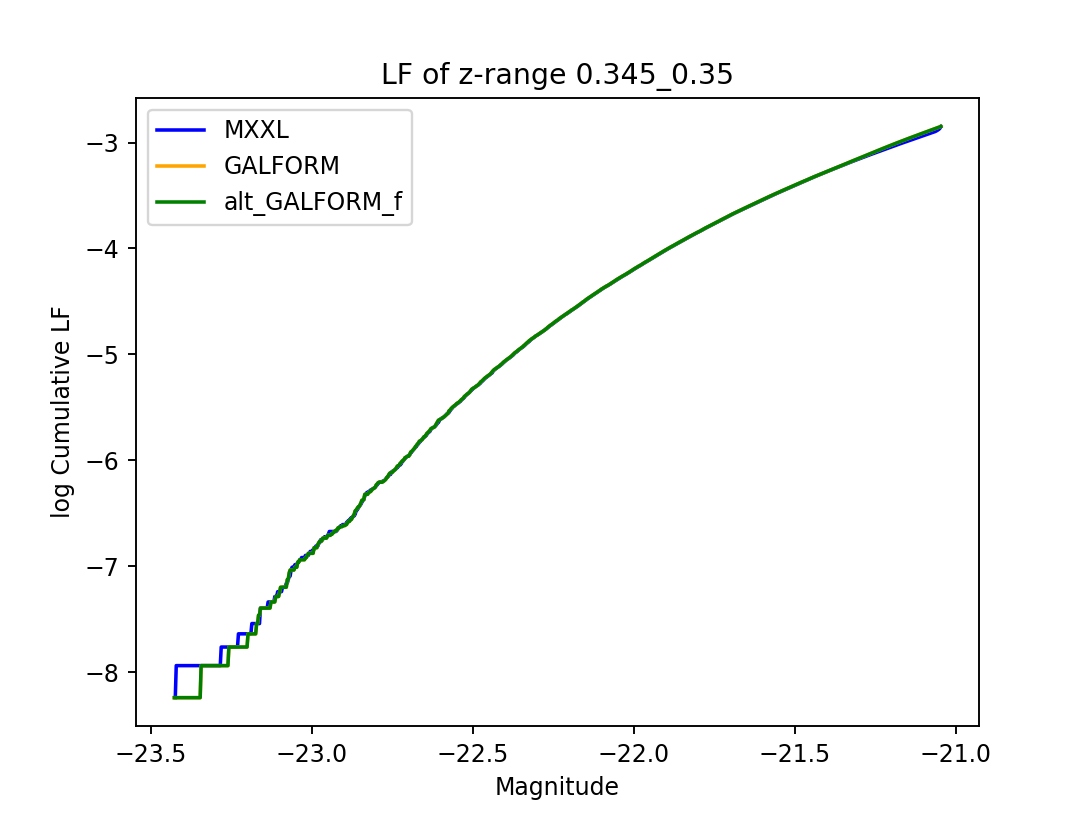 LF of z-range 0.345_0.35
MXXL
GALFORM
alt_GALFORM_f
−3
−4
−5
−6
−7
−8
log Cumulative LF
−23.5
−23.0
−22.5
−22.0
−21.5
−21.0
Magnitude